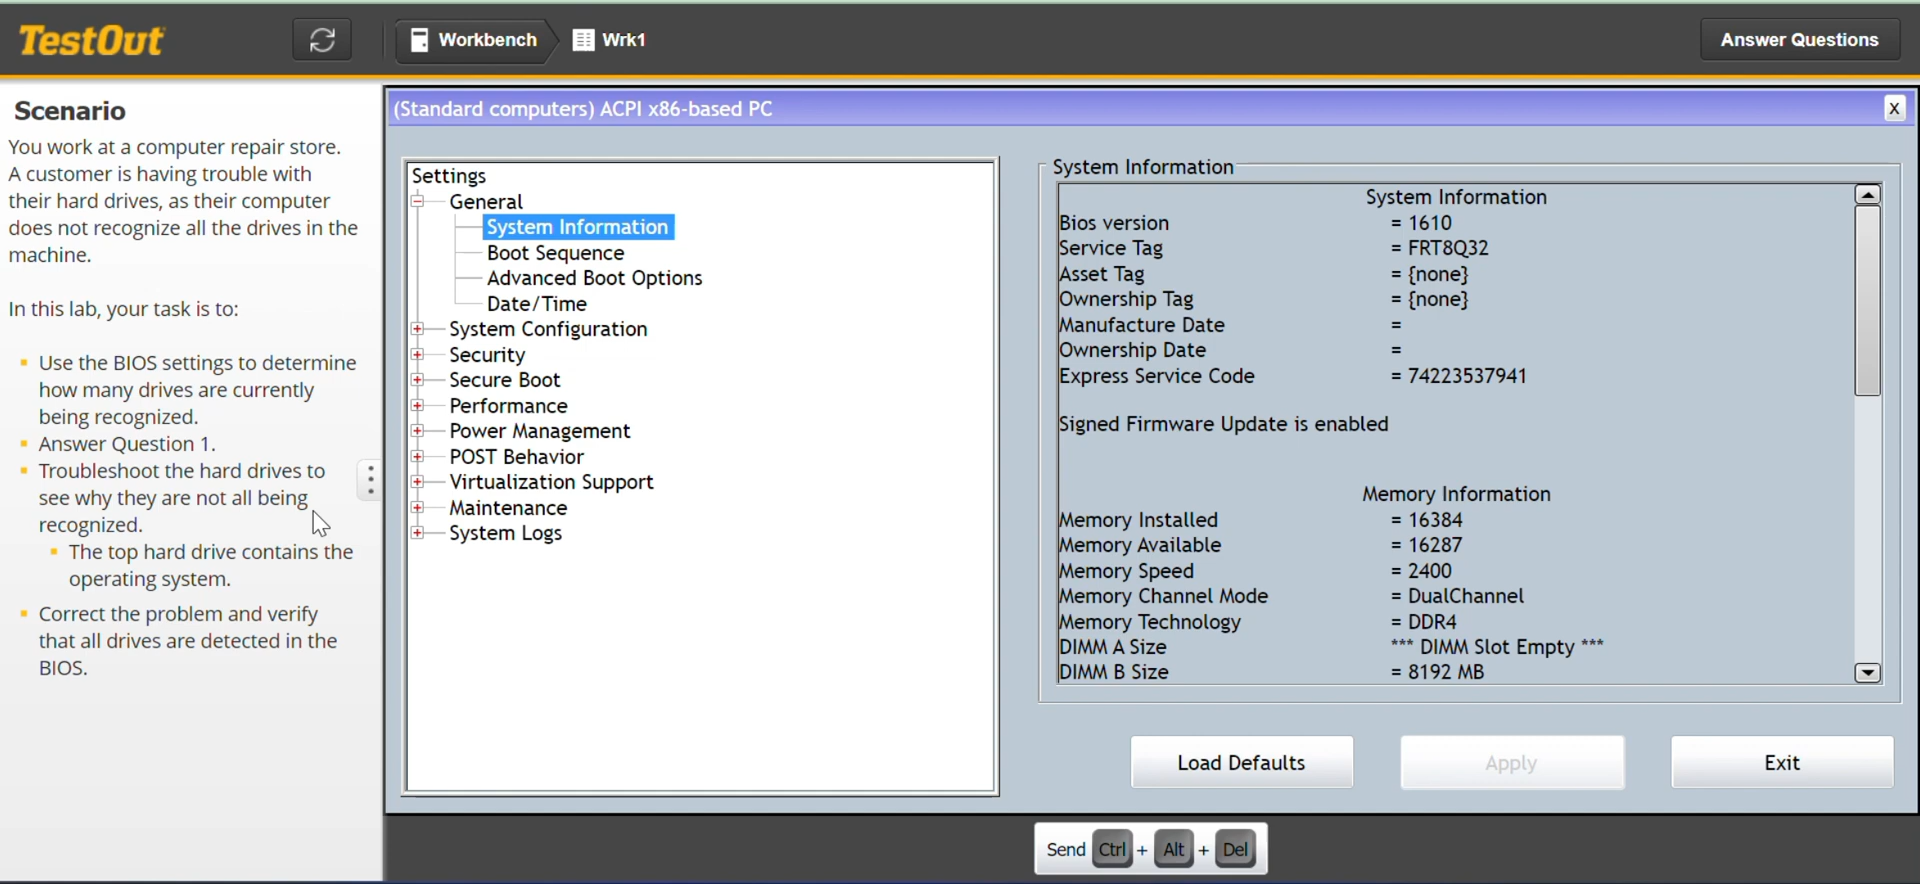 TestOut
Workbench
Wrk1
Answer Questions
Scenario
You work at a computer repair store.
A customer is having trouble with
their hard drives, as their computer
does not recognize all the drives in the
machine.
In this lab, your task is to:
Use the BIOS settings to determine
how many drives are currently
being recognized.
Answer Question 1.
Troubleshoot the hard drives to
see why they are not all being
recognized.
The top hard drive contains the
operating system.
Correct the problem and verify
that all drives are detected in the
BIOS.
(Standard computers) ACPI x86-based PC
X
Settings
General
System Information
Boot Sequence
Advanced Boot Options
Date/Time
System Configuration
Security
Secure Boot
Performance
Power Management
POST Behavior
Virtualization Support
Maintenance
System Logs
System Information
System Information
Bios version = 1610
Service Tag = FRT8Q32
Asset Tag = {none}
Ownership Tag = {none}
Manufacture Date =
Ownership Date =
Express Service Code = 74223537941
Signed Firmware Update is enabled
Memory Information
Memory Installed = 16384
Memory Available = 16287
Memory Speed = 2400
Memory Channel Mode = DualChannel
Memory Technology = DDR4
DIMM A Size *** DIMM Slot Empty ***
DIMM B Size = 8192 MB
Load Defaults
Apply
Exit
Send Ctrl + Alt + Del